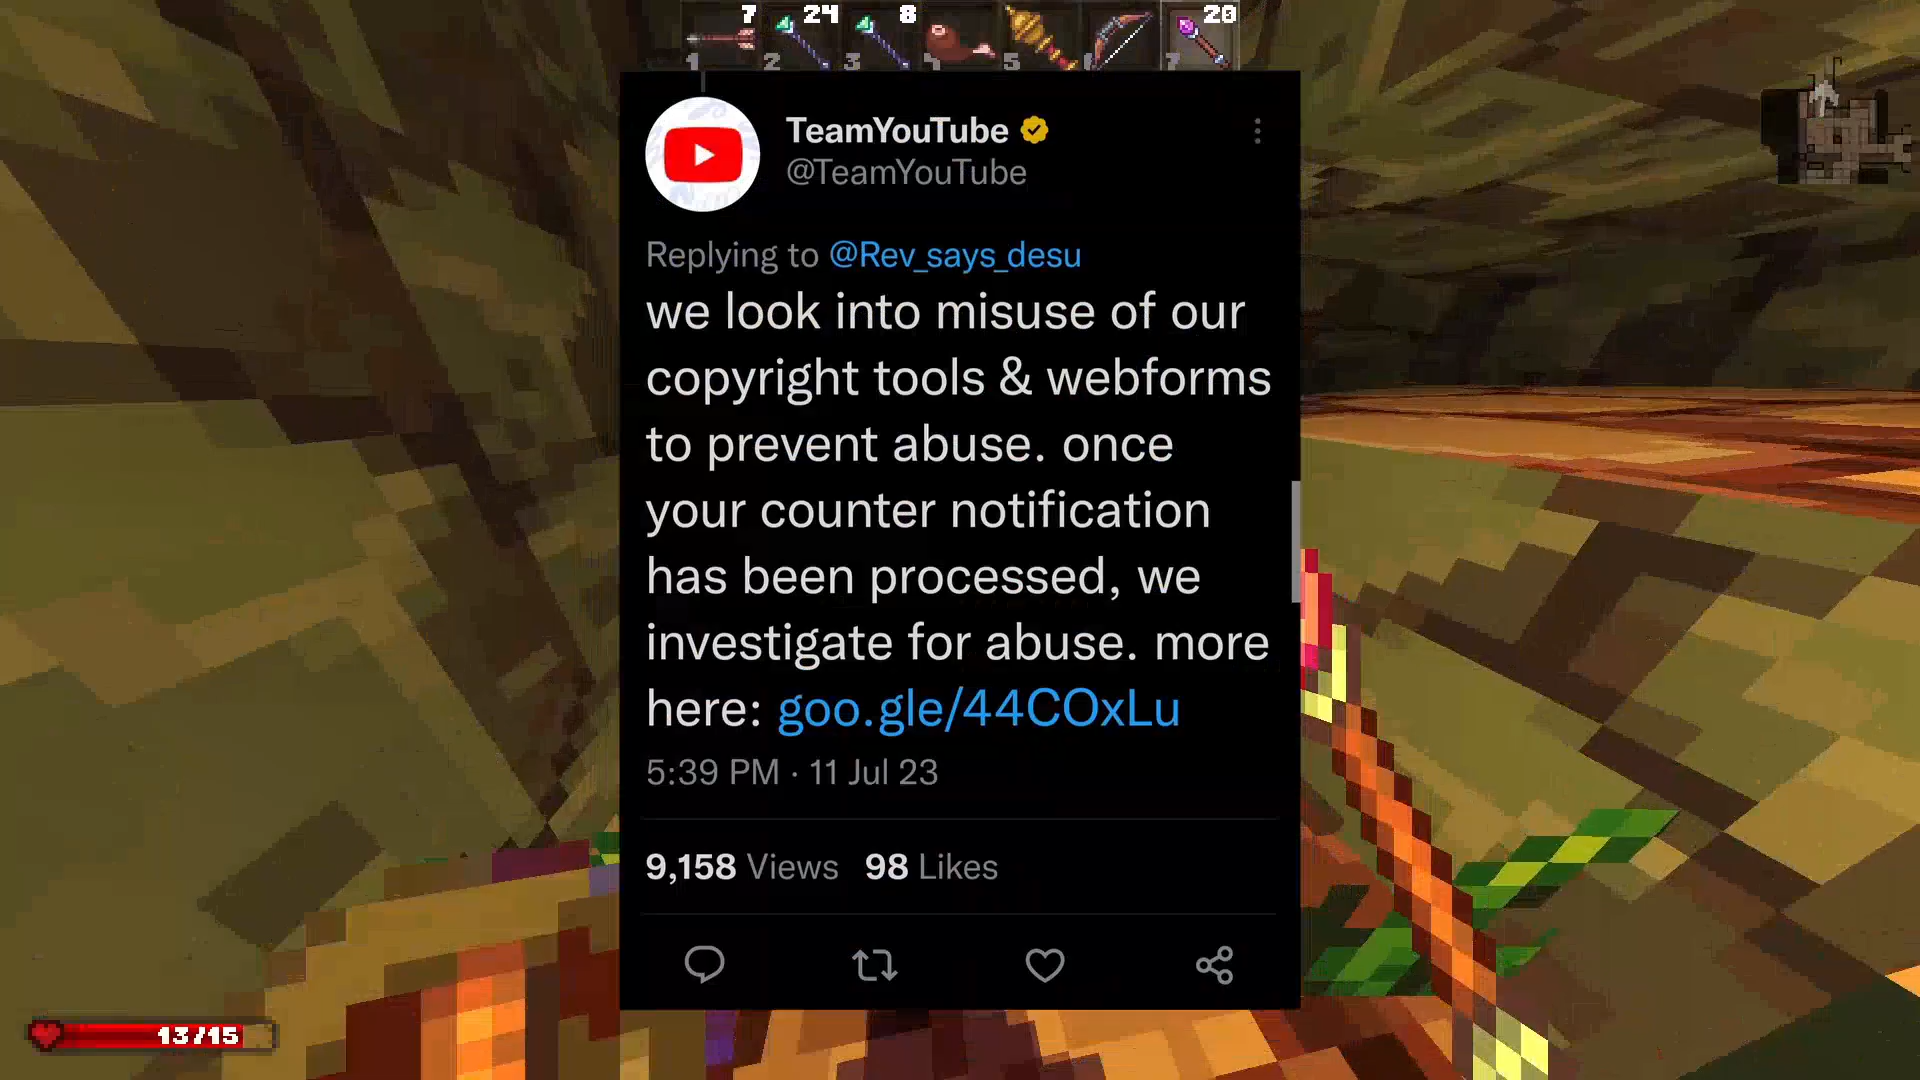 7 24 8 20
1 2 3 4 5 6 7
TeamYouTube
@TeamYouTube
Replying to @Rev_says_desu
we look into misuse of our
copyright tools & webforms
to prevent abuse. once
your counter notification
has been processed, we
investigate for abuse. more
here: goo.gle/44COxLu
5:39 PM · 11 Jul 23
9,158 Views 98 Likes
13/15